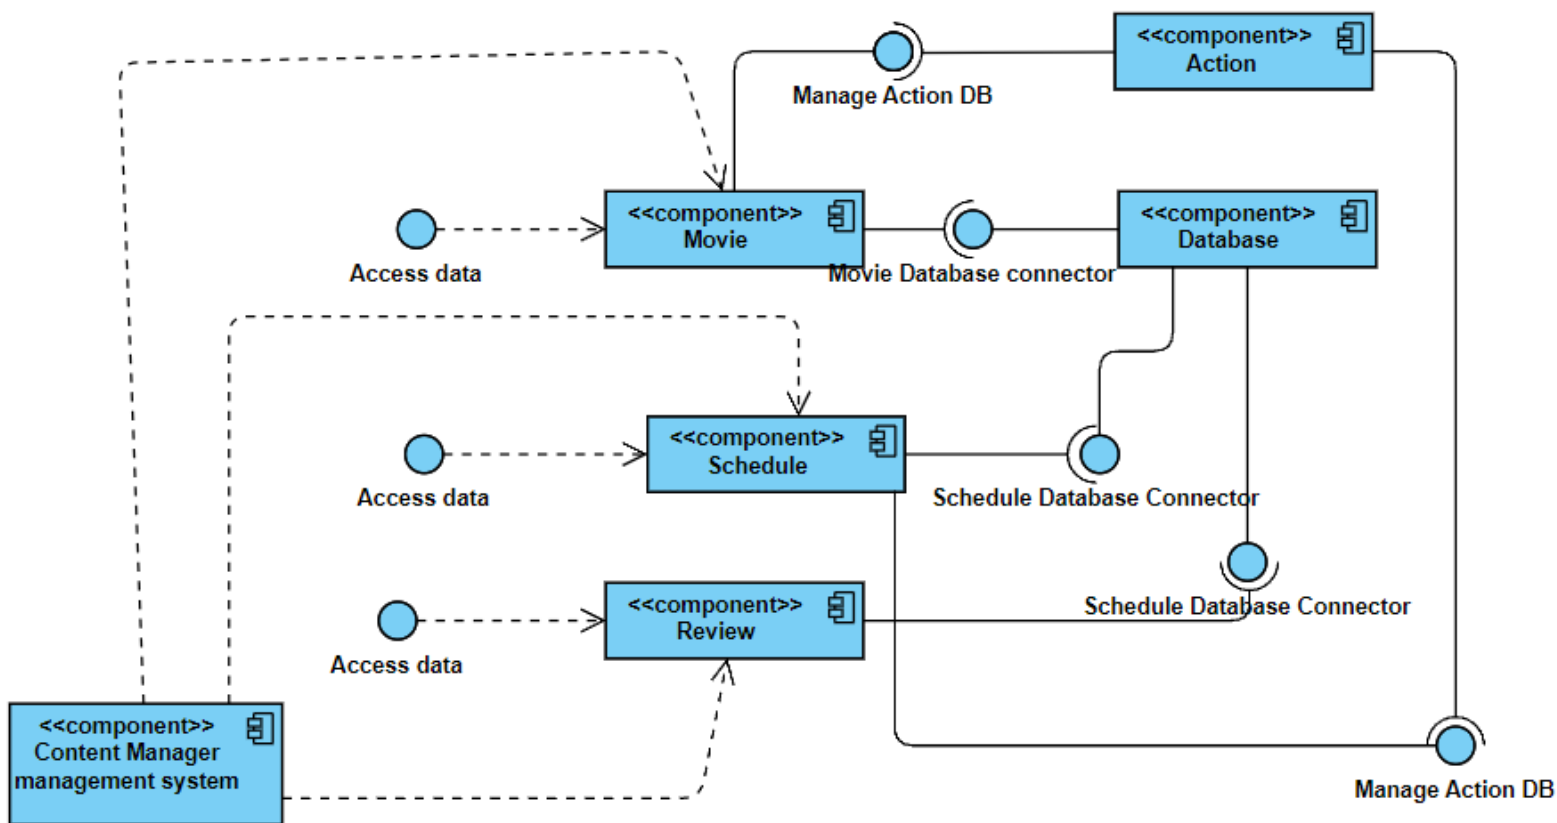 <<component>>
Action
Manage Action DB
<<component>>
Movie
<<component>>
Database
Access data
Movie Database connector
<<component>>
Schedule
Access data
Schedule Database Connector
<<component>>
Review
Schedule Database Connector
Access data
<<component>>
Content Manager
management system
Manage Action DB